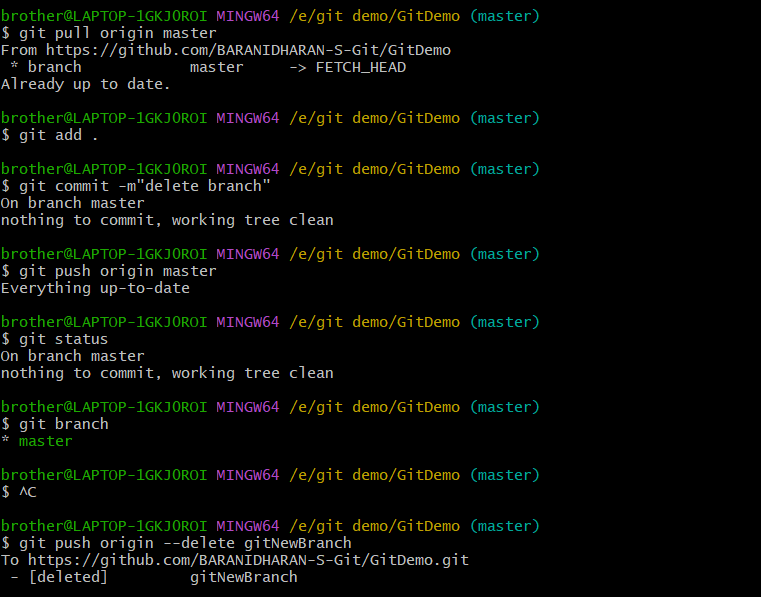 brother@LAPTOP-1GKJ0ROI MINGW64 /e/git demo/GitDemo (master)
$ git pull origin master
From https://github.com/BARANIDHARAN-S-Git/GitDemo
 * branch            master     -> FETCH_HEAD
Already up to date.

brother@LAPTOP-1GKJ0ROI MINGW64 /e/git demo/GitDemo (master)
$ git add .

brother@LAPTOP-1GKJ0ROI MINGW64 /e/git demo/GitDemo (master)
$ git commit -m"delete branch"
On branch master
nothing to commit, working tree clean

brother@LAPTOP-1GKJ0ROI MINGW64 /e/git demo/GitDemo (master)
$ git push origin master
Everything up-to-date

brother@LAPTOP-1GKJ0ROI MINGW64 /e/git demo/GitDemo (master)
$ git status
On branch master
nothing to commit, working tree clean

brother@LAPTOP-1GKJ0ROI MINGW64 /e/git demo/GitDemo (master)
$ git branch
* master

brother@LAPTOP-1GKJ0ROI MINGW64 /e/git demo/GitDemo (master)
$ ^C

brother@LAPTOP-1GKJ0ROI MINGW64 /e/git demo/GitDemo (master)
$ git push origin --delete gitNewBranch
To https://github.com/BARANIDHARAN-S-Git/GitDemo.git
 - [deleted]         gitNewBranch